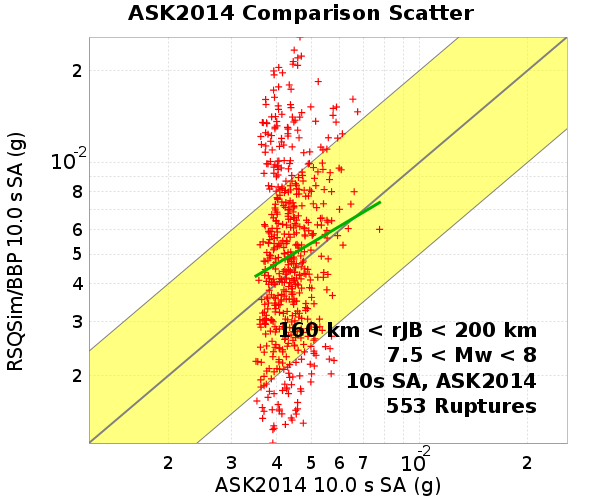 ASK2014 Comparison Scatter
RSQSim/BBP 10.0 s SA (g)
2
10-2
8
6
5
4
3
2
160 km < rJB < 200 km
7.5 < Mw < 8
10s SA, ASK2014
553 Ruptures
2 3 4 5 6 7 10-2 2
ASK2014 10.0 s SA (g)